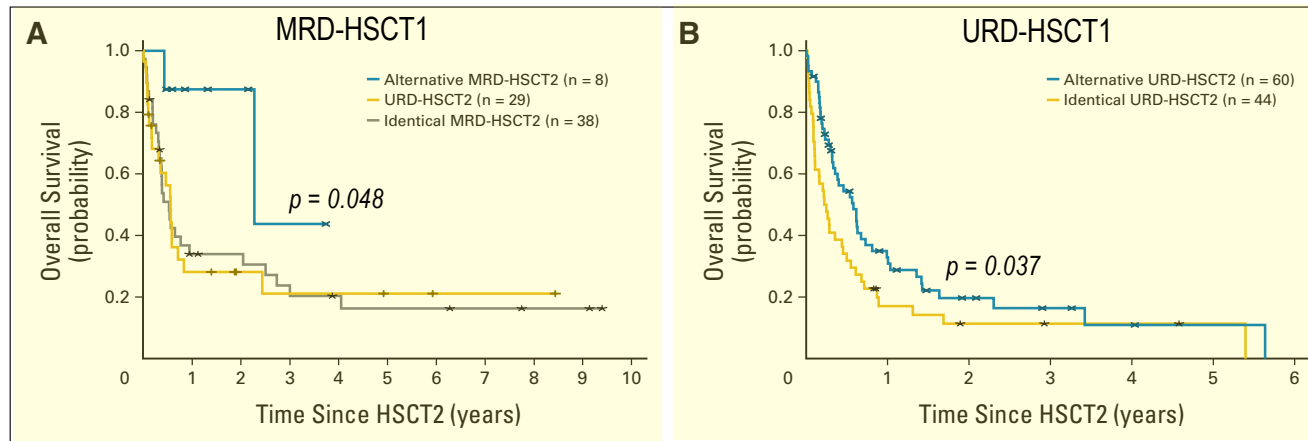 A
MRD-HSCT1
Overall Survival
(probability)
1.0
0.8
0.6
0.4
0.2
Alternative MRD-HSCT2 (n = 8)
URD-HSCT2 (n = 29)
Identical MRD-HSCT2 (n = 38)
p = 0.048
0 1 2 3 4 5 6 7 8 9 10
Time Since HSCT2 (years)
B
URD-HSCT1
Overall Survival
(probability)
1.0
0.8
0.6
0.4
0.2
Alternative URD-HSCT2 (n = 60)
Identical URD-HSCT2 (n = 44)
p = 0.037
0 1 2 3 4 5 6
Time Since HSCT2 (years)